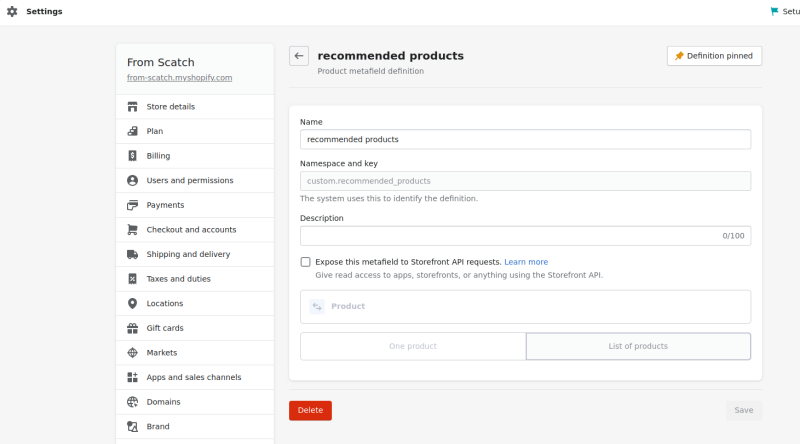 Settings
Setu
From Scatch
from-scatch.myshopify.com
Store details
Plan
Billing
Users and permissions
Payments
Checkout and accounts
Shipping and delivery
Taxes and duties
Locations
Gift cards
Markets
Apps and sales channels
Domains
Brand
recommended products
Definition pinned
Product metafield definition
Name
recommended products
Namespace and key
custom.recommended_products
The system uses this to identify the definition.
Description
0/100
Expose this metafield to Storefront API requests. Learn more
Give read access to apps, storefronts, or anything using the Storefront API.
Product
One product
List of products
Delete
Save